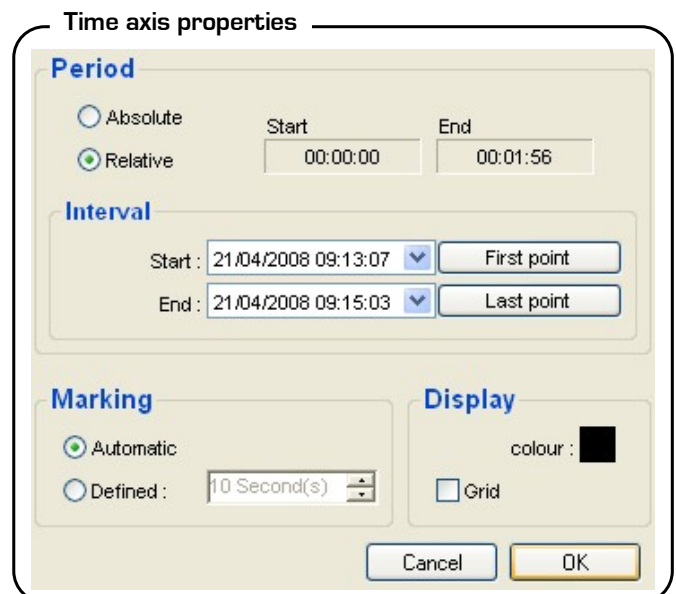 Time axis properties
Period
Absolute
Start
End
Relative
00:00:00
00:01:56
Interval
Start : 21/04/2008 09:13:07 First point
End : 21/04/2008 09:15:03 Last point
Marking
Automatic
Defined : 10 Second(s)
Display
colour :
Grid
Cancel
OK